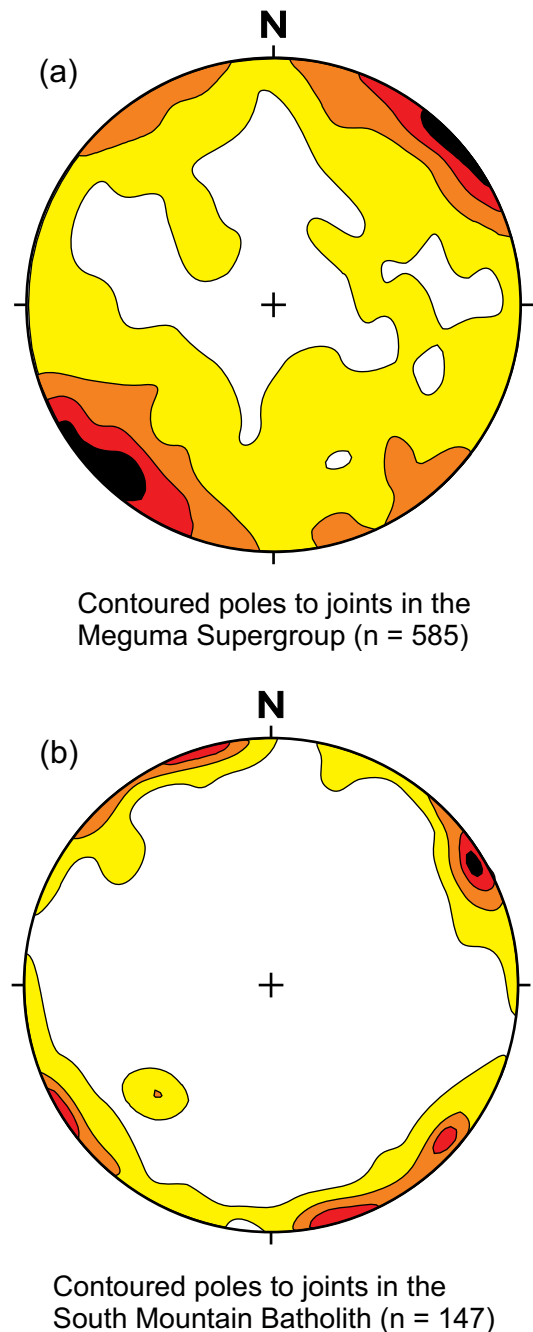 N
(a)
Contoured poles to joints in the
Meguma Supergroup (n = 585)
N
(b)
Contoured poles to joints in the
South Mountain Batholith (n = 147)